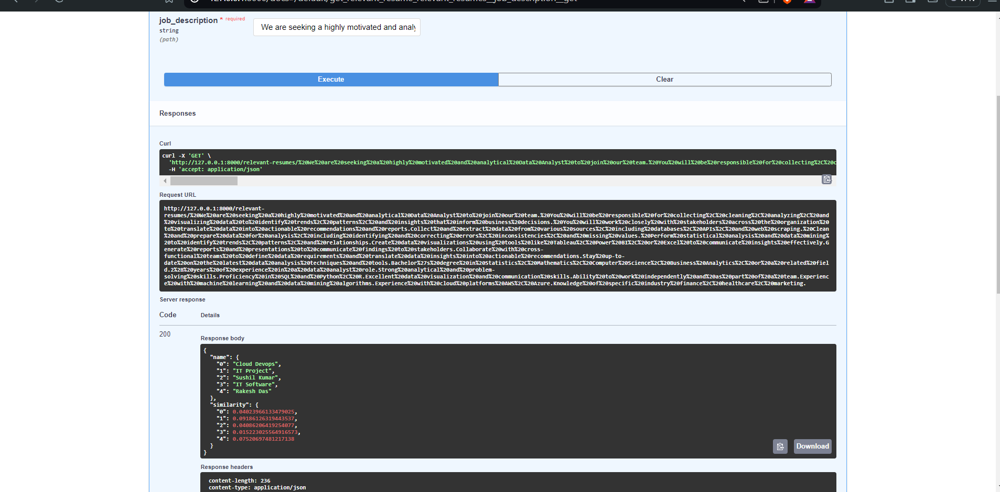 job_description * required
string
(path)
We are seeking a highly motivated and analy
Execute
Clear
Responses
Curl
curl -X 'GET' \
'http://127.0.0.1:8000/relevant-resumes/%20We%20are%20seeking%20a%20highly%20motivated%20and%20analytical%20Data%20Analyst%20to%20join%20our%20team.%20You%20will%20be%20responsible%20for%20collecting%2C%20c
-H 'accept: application/json'
Request URL
http://127.0.0.1:8000/relevant-
resumes/%20We%20are%20seeking%20a%20highly%20motivated%20and%20analytical%20Data%20Analyst%20to%20join%20our%20team.%20You%20will%20be%20responsible%20for%20collecting%2C%20cleaning%2C%20analyzing%2C%20and
%20visualizing%20data%20to%20identify%20trends%2C%20patterns%2C%20and%20insights%20that%20inform%20business%20decisions.%20You%20will%20work%20closely%20with%20stakeholders%20across%20the%20organization%20
to%20translate%20data%20into%20actionable%20recommendations%20and%20reports.Collect%20and%20extract%20data%20from%20various%20sources%2C%20including%20databases%2C%20APIs%2C%20and%20web%20scraping.%20Clean
%20and%20prepare%20data%20for%20analysis%2C%20including%20identifying%20and%20correcting%20errors%2C%20inconsistencies%2C%20and%20missing%20values.%20Perform%20statistical%20analysis%20and%20data%20mining%
20to%20identify%20trends%2C%20patterns%2C%20and%20relationships.Create%20data%20visualizations%20using%20tools%20like%20Tableau%2C%20Power%20BI%2C%20or%20Excel%20to%20communicate%20insights%20effectively.G
enerate%20reports%20and%20presentations%20to%20communicate%20findings%20to%20stakeholders.Collaborate%20with%20cross-
functional%20teams%20to%20define%20data%20requirements%20and%20translate%20data%20insights%20into%20actionable%20recommendations.Stay%20up-to-
date%20on%20the%20latest%20data%20analysis%20techniques%20and%20tools.Bachelor%27s%20degree%20in%20Statistics%2C%20Mathematics%2C%20Computer%20Science%2C%20Business%20Analytics%2C%20or%20a%20related%20fiel
d.2%2B%20years%20of%20experience%20in%20a%20data%20analyst%20role.Strong%20analytical%20and%20problem-
solving%20skills.Proficiency%20in%20SQL%20and%20Python%2C%20R.Excellent%20data%20visualization%20and%20communication%20skills.Ability%20to%20work%20independently%20and%20as%20part%20of%20a%20team.Experienc
e%20with%20machine%20learning%20and%20data%20mining%20algorithms.Experience%20with%20cloud%20platforms%20AWS%2C%20Azure.Knowledge%20of%20specific%20industry%20finance%2C%20healthcare%2C%20marketing.
Server response
Code
Details
200
Response body
{
"name": {
"0": "Cloud Devops",
"1": "IT Project",
"2": "Sushil Kumar",
"3": "IT Software",
"4": "Rakesh Das"
},
"similarity": {
"0": 0.04023966133479025,
"1": 0.09186126319443537,
"2": 0.04086206419254077,
"3": 0.015223025564916573,
"4": 0.07520697481217138
}
}
Download
Response headers
content-length: 236
content-type: application/json